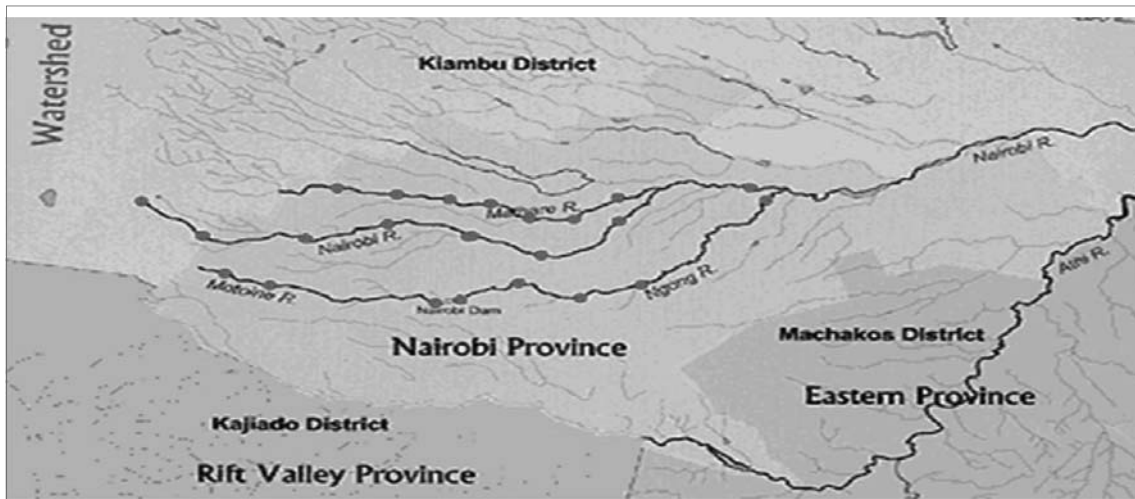 Watershed
Kiambu District
Nairobi R.
Mathare R.
Nairobi R.
Motoine R.
Ngong R.
Athi R.
Nairobi Dam
Nairobi Province
Machakos District
Eastern Province
Kajiado District
Rift Valley Province